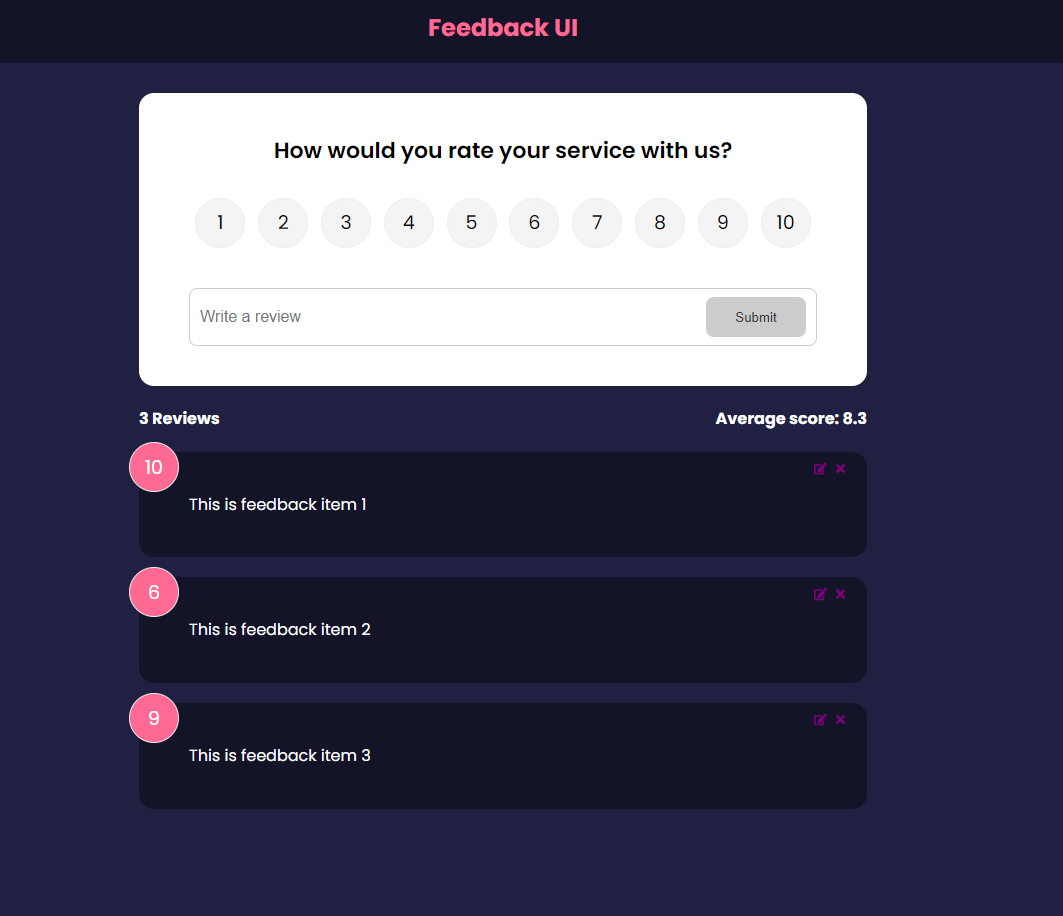 Feedback UI
How would you rate your service with us?
1 2 3 4 5 6 7 8 9 10
Write a review Submit
3 Reviews Average score: 8.3
10
This is feedback item 1
6
This is feedback item 2
9
This is feedback item 3